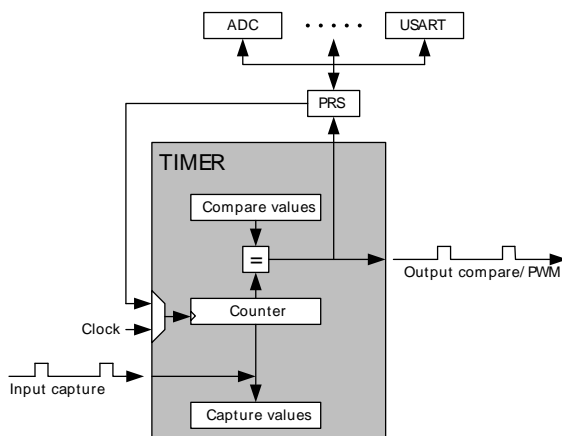 ADC
USART
PRS
TIMER
Compare values
=
Output compare/ PWM
Counter
Clock
Input capture
Capture values